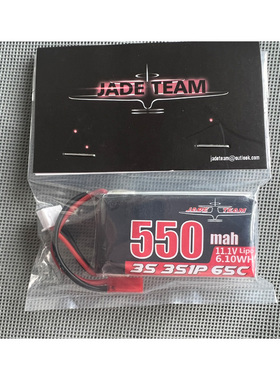 JADE TEAM
jadeteam@outlook.com
JADE TEAM
550 mah
11.1V Lipo
6.10WH
3S 3S1P 65C